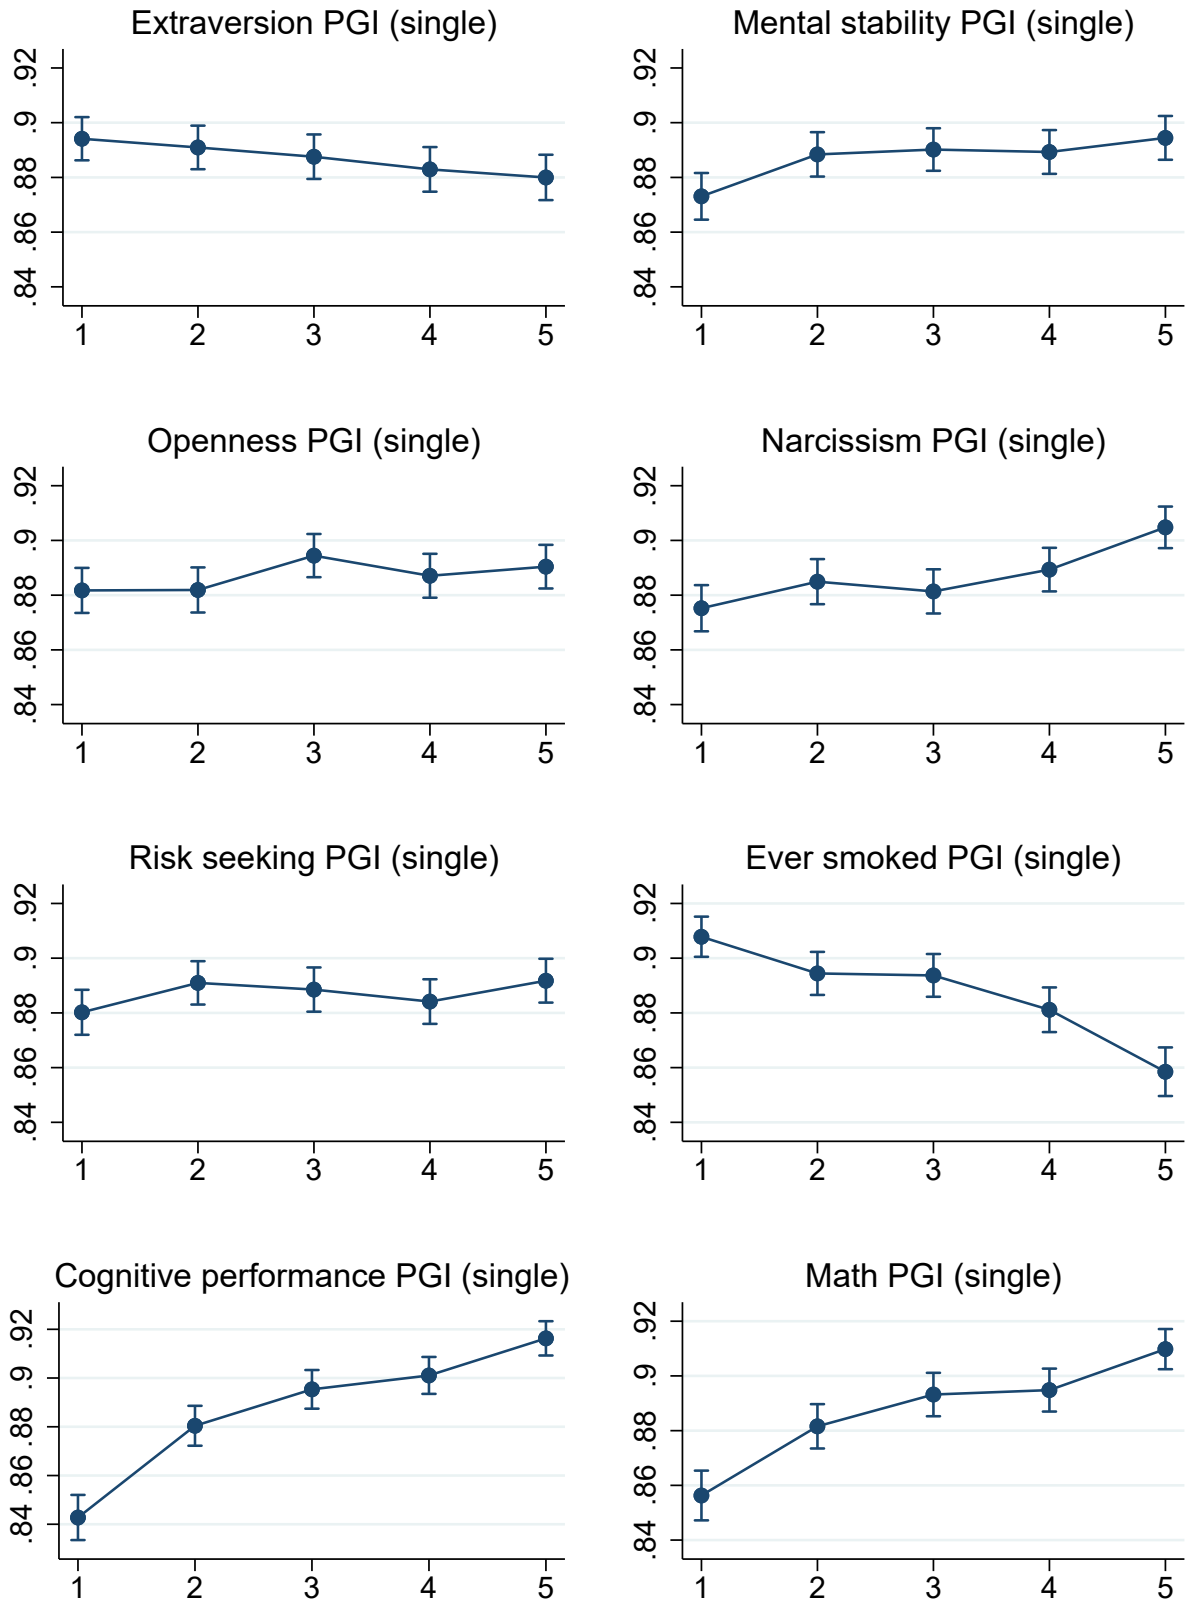 Extraversion PGI (single)
.92
.9
.88
.86
.84
1 2 3 4 5
Mental stability PGI (single)
.92
.9
.88
.86
.84
1 2 3 4 5
Openness PGI (single)
.92
.9
.88
.86
.84
1 2 3 4 5
Narcissism PGI (single)
.92
.9
.88
.86
.84
1 2 3 4 5
Risk seeking PGI (single)
.92
.9
.88
.86
.84
1 2 3 4 5
Ever smoked PGI (single)
.92
.9
.88
.86
.84
1 2 3 4 5
Cognitive performance PGI (single)
.92
.9
.88
.86
.84
1 2 3 4 5
Math PGI (single)
.92
.9
.88
.86
.84
1 2 3 4 5